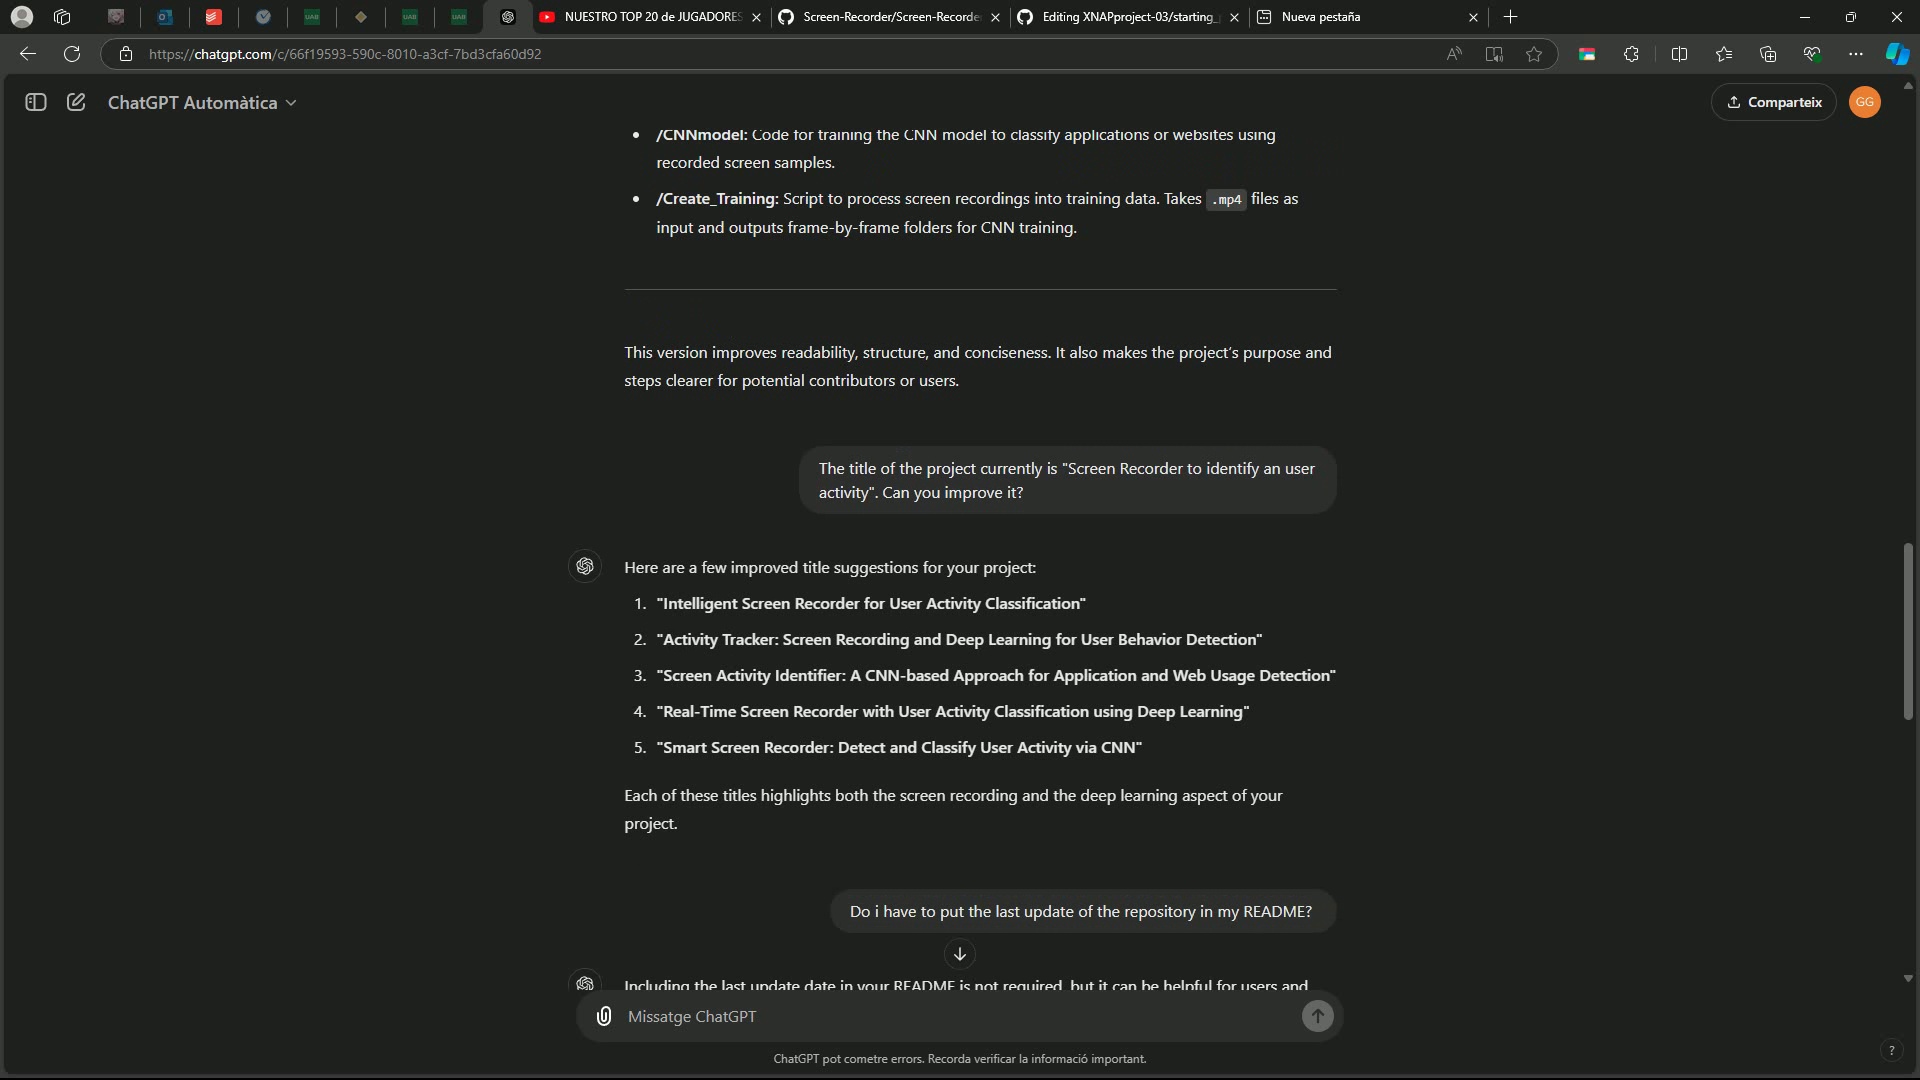 UAB
UAB
UAB
NUESTRO TOP 20 de JUGADORES
Screen-Recorder/Screen-Recorde
Editing XNAPproject-03/starting_
Nueva pestaña
https://chatgpt.com/c/66f19593-590c-8010-a3cf-7bd3cfa60d92
ChatGPT Automàtica
Comparteix
GG
• /CNNmodel: Code for training the CNN model to classify applications or websites using
recorded screen samples.
• /Create_Training: Script to process screen recordings into training data. Takes .mp4 files as
input and outputs frame-by-frame folders for CNN training.
This version improves readability, structure, and conciseness. It also makes the project's purpose and
steps clearer for potential contributors or users.
The title of the project currently is "Screen Recorder to identify an user
activity". Can you improve it?
Here are a few improved title suggestions for your project:
1. "Intelligent Screen Recorder for User Activity Classification"
2. "Activity Tracker: Screen Recording and Deep Learning for User Behavior Detection"
3. "Screen Activity Identifier: A CNN-based Approach for Application and Web Usage Detection"
4. "Real-Time Screen Recorder with User Activity Classification using Deep Learning"
5. "Smart Screen Recorder: Detect and Classify User Activity via CNN"
Each of these titles highlights both the screen recording and the deep learning aspect of your
project.
Do i have to put the last update of the repository in my README?
Including the last update date in your README is not required, but it can be helpful for users and
Missatge ChatGPT
ChatGPT pot cometre errors. Recorda verificar la informació important.
?